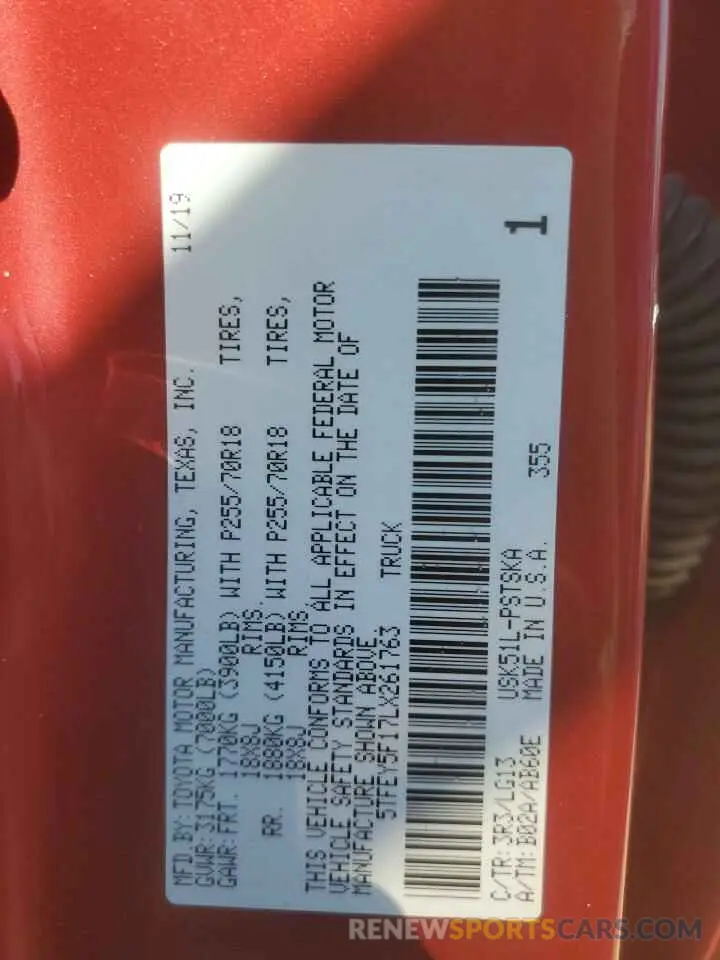 MFD.BY:TOYOTA MOTOR MANUFACTURING, TEXAS, INC. 11/19
GVWR:3175KG (7000LB)
GAWR:FRT. 1770KG (3900LB) WITH P255/70R18 TIRES,
18X8J RIMS.
RR. 1880KG (4150LB) WITH P255/70R18 TIRES,
18X8J RIMS.
THIS VEHICLE CONFORMS TO ALL APPLICABLE FEDERAL MOTOR
VEHICLE SAFETY STANDARDS IN EFFECT ON THE DATE OF
MANUFACTURE SHOWN ABOVE.
5TFEY5F17LX261763 TRUCK
C/TR:3R3/LG13 USK51L-PSTSKA
A/TM:B02A/AB60E MADE IN U.S.A. 355
1
RENEWSPORTSCARS.COM